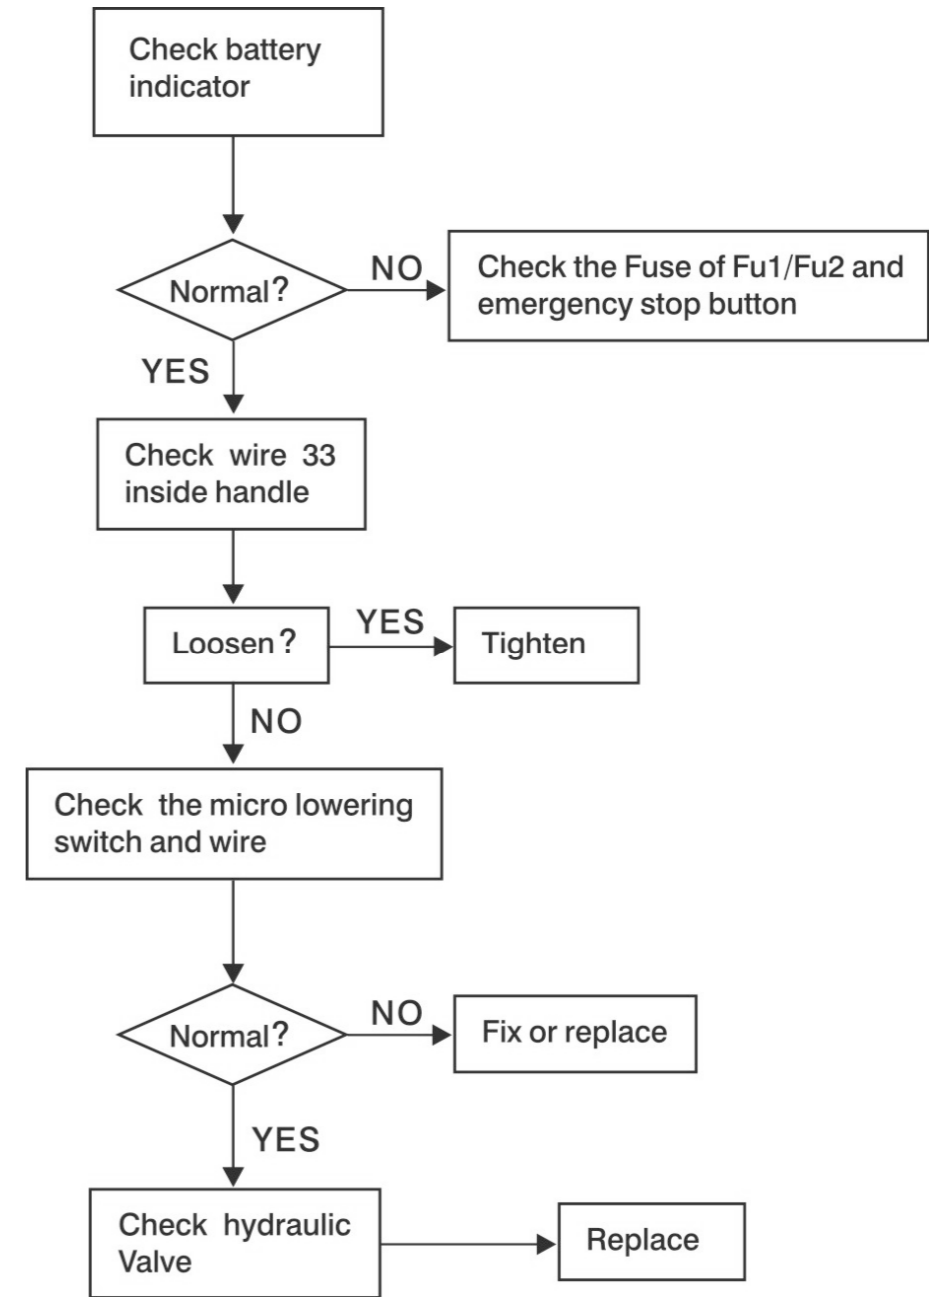 Check battery
indicator
Normal?
NO
Check the Fuse of Fu1/Fu2 and
emergency stop button
YES
Check wire 33
inside handle
Loosen?
YES
Tighten
NO
Check the micro lowering
switch and wire
Normal?
NO
Fix or replace
YES
Check hydraulic
Valve
Replace